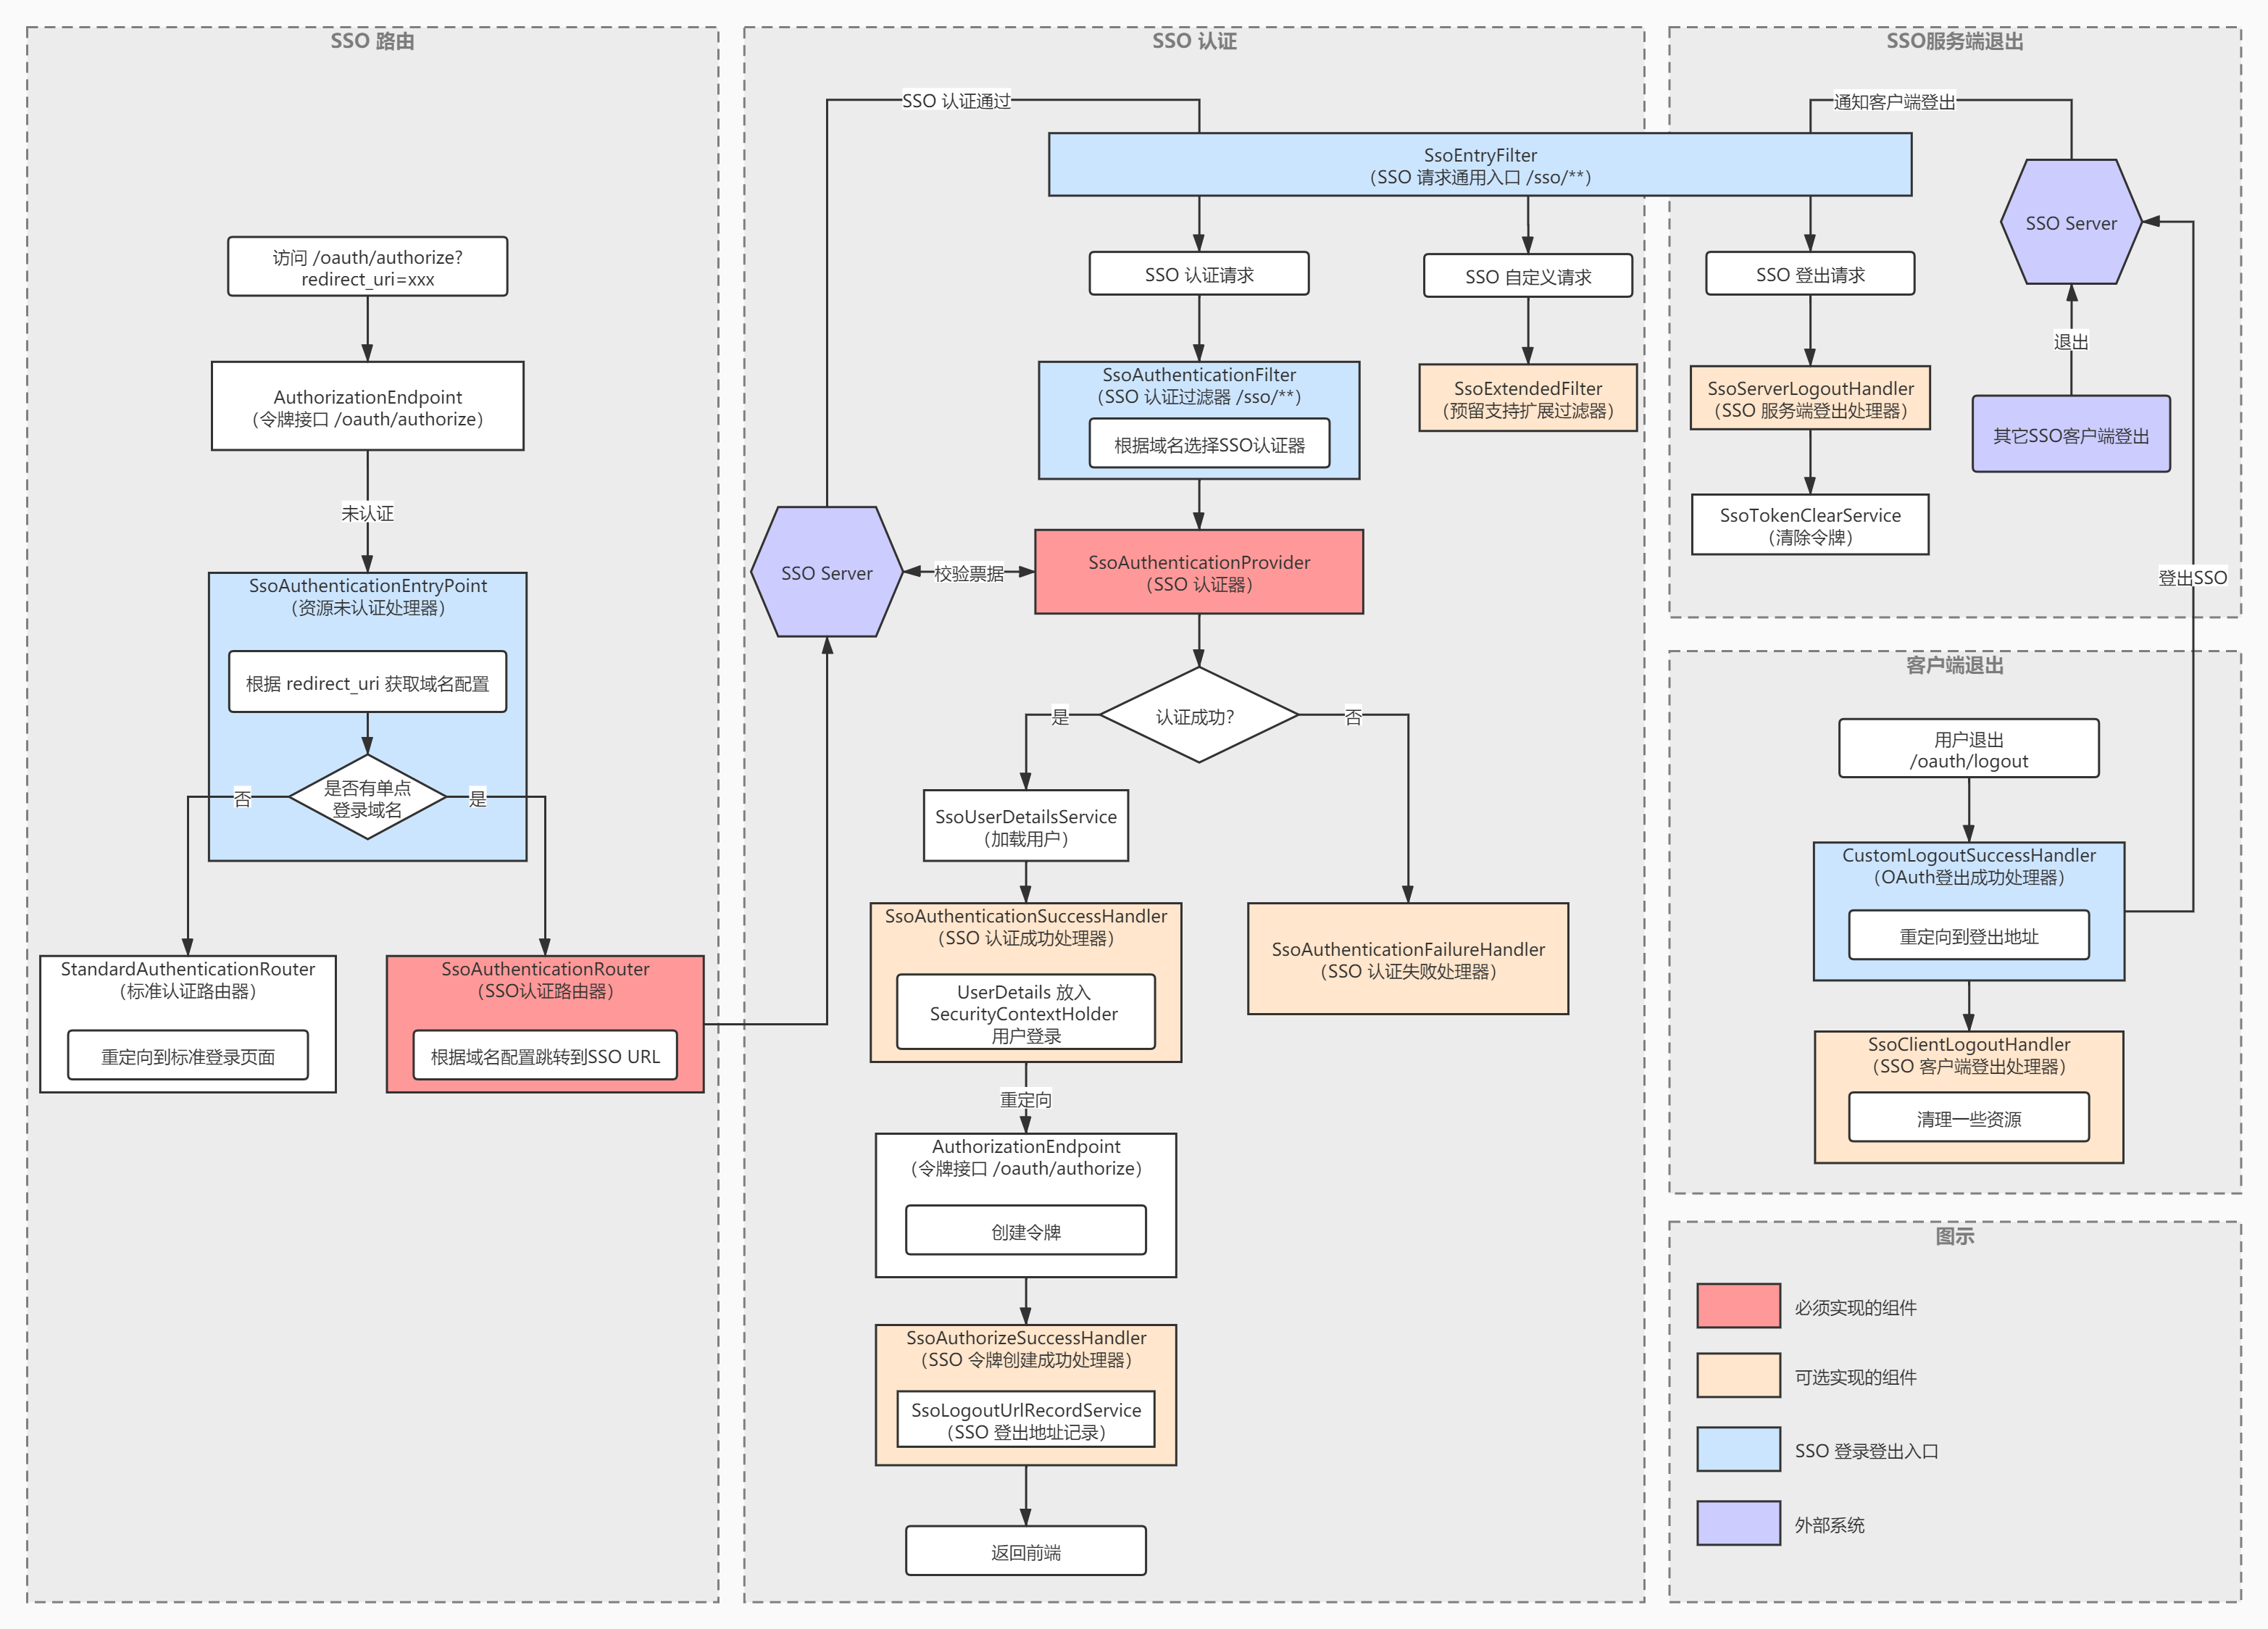 SSO 路由
访问 /oauth/authorize?
redirect_uri=xxx
AuthorizationEndpoint
（令牌接口 /oauth/authorize）
未认证
SsoAuthenticationEntryPoint
（资源未认证处理器）
根据 redirect_uri 获取域名配置
是否有单点
登录域名
否
是
StandardAuthenticationRouter
（标准认证路由器）
重定向到标准登录页面
SsoAuthenticationRouter
（SSO认证路由器）
根据域名配置跳转到SSO URL
SSO 认证
SSO 认证通过
SsoEntryFilter
（SSO 请求通用入口 /sso/**）
SSO 认证请求
SSO 自定义请求
SsoAuthenticationFilter
（SSO 认证过滤器 /sso/**）
根据域名选择SSO认证器
SsoExtendedFilter
（预留支持扩展过滤器）
SSO Server
校验票据
SsoAuthenticationProvider
（SSO 认证器）
认证成功？
是
否
SsoUserDetailsService
（加载用户）
SsoAuthenticationSuccessHandler
（SSO 认证成功处理器）
UserDetails 放入
SecurityContextHolder
用户登录
SsoAuthenticationFailureHandler
（SSO 认证失败处理器）
重定向
AuthorizationEndpoint
（令牌接口 /oauth/authorize）
创建令牌
SsoAuthorizeSuccessHandler
（SSO 令牌创建成功处理器）
SsoLogoutUrlRecordService
（SSO 登出地址记录）
返回前端
SSO服务端退出
通知客户端登出
SSO Server
SSO 登出请求
退出
SsoServerLogoutHandler
（SSO 服务端登出处理器）
其它SSO客户端登出
SsoTokenClearService
（清除令牌）
登出SSO
客户端退出
用户退出
/oauth/logout
CustomLogoutSuccessHandler
（OAuth登出成功处理器）
重定向到登出地址
SsoClientLogoutHandler
（SSO 客户端登出处理器）
清理一些资源
图示
必须实现的组件
可选实现的组件
SSO 登录登出入口
外部系统